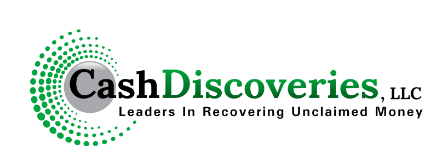 CashDiscoveries, LLC
Leaders In Recovering Unclaimed Money